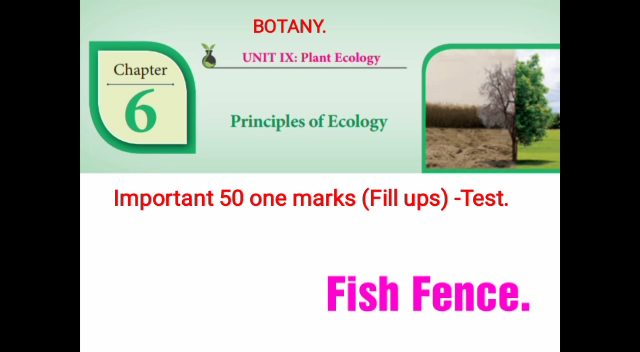 BOTANY.
UNIT IX: Plant Ecology
Chapter
6
Principles of Ecology
Important 50 one marks (Fill ups) -Test.
Fish Fence.